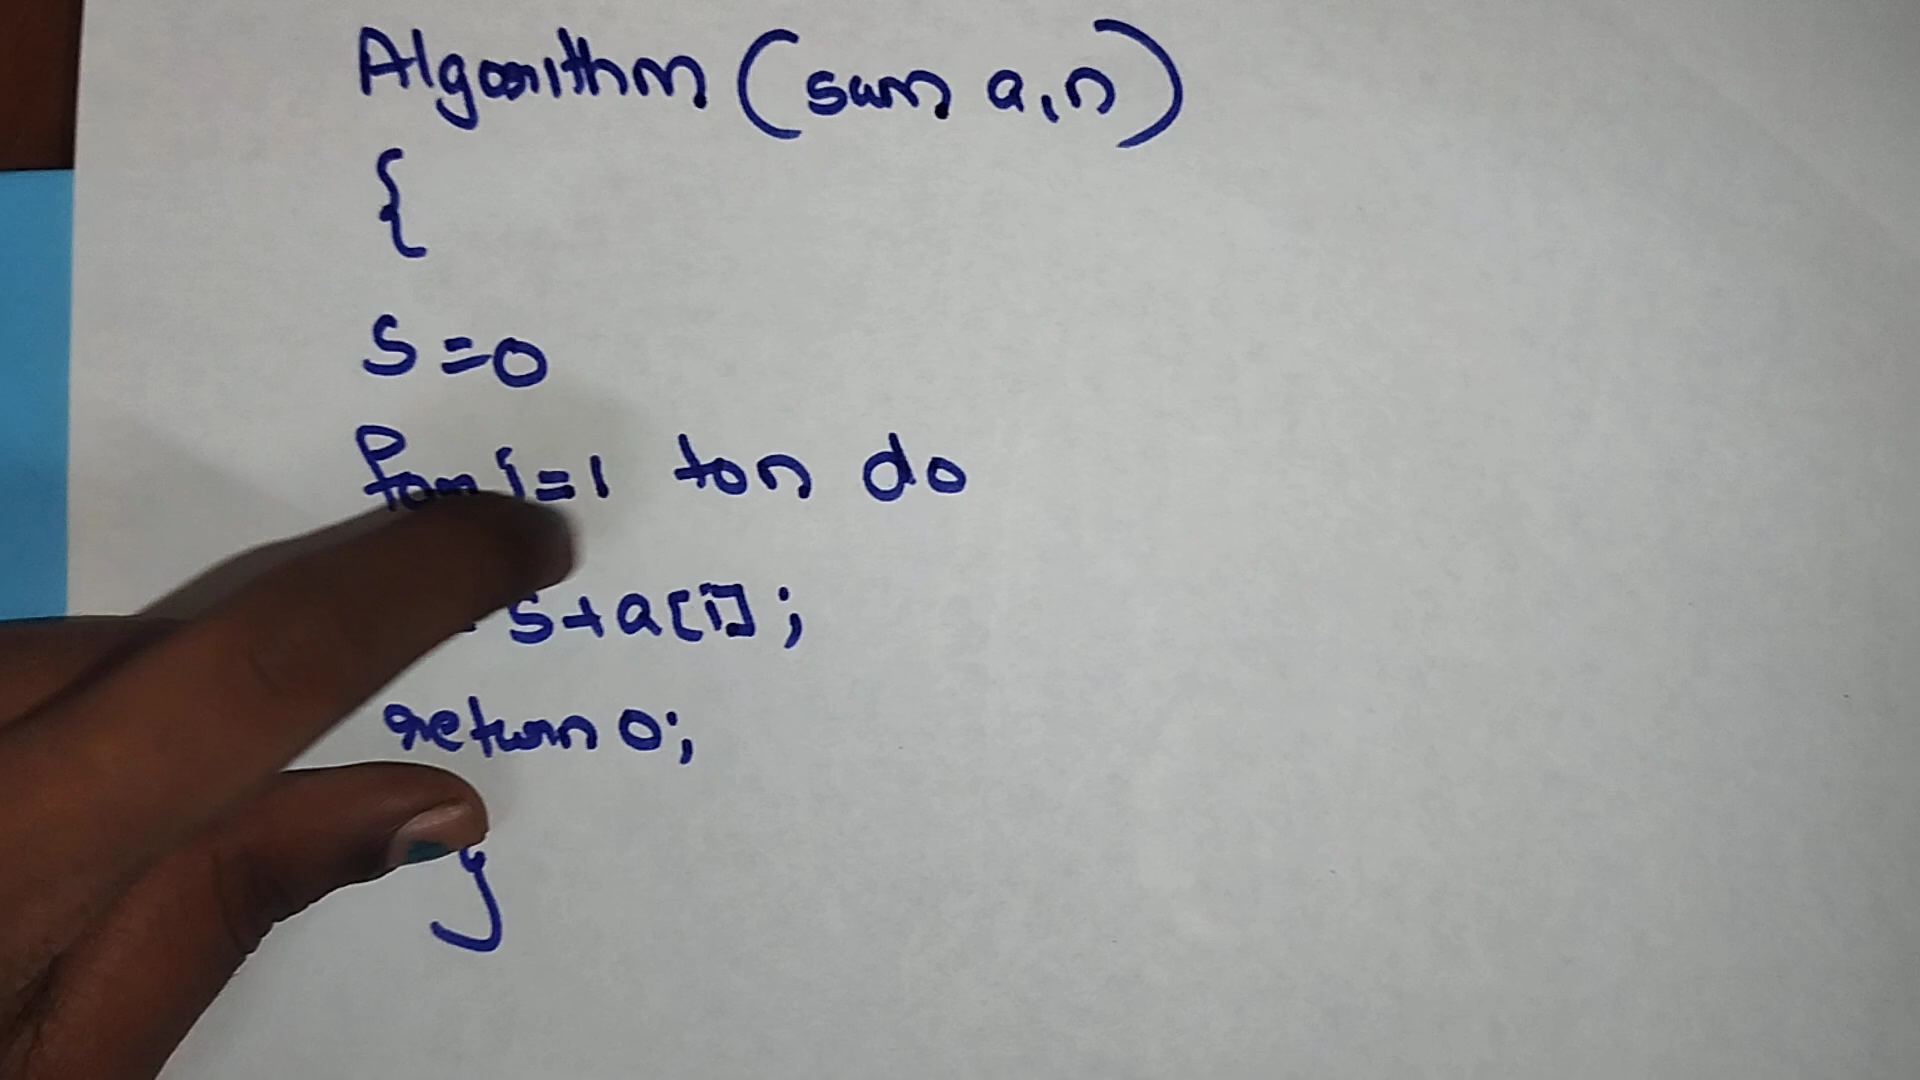 Algorithm (sum a,n)
{
S=0
for i=1 to n do
= S+a[i];
return 0;
}